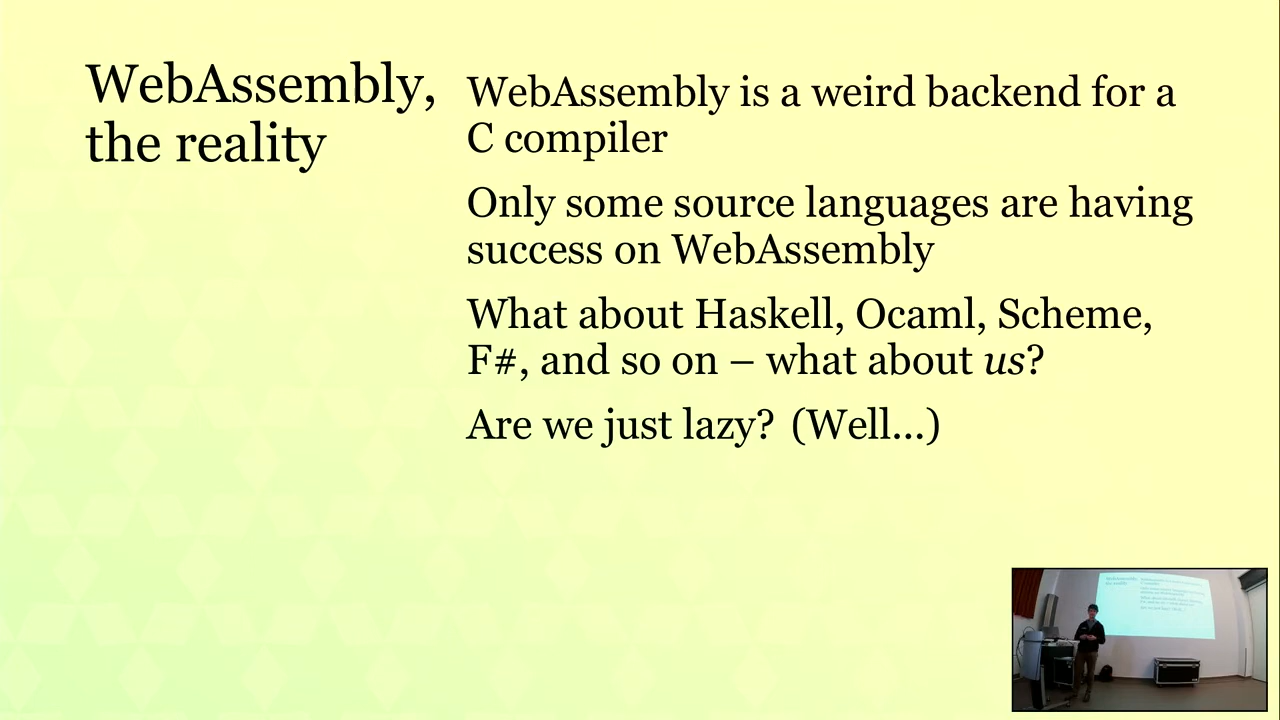 WebAssembly,
the reality
WebAssembly is a weird backend for a
C compiler
Only some source languages are having
success on WebAssembly
What about Haskell, Ocaml, Scheme,
F#, and so on – what about us?
Are we just lazy? (Well...)